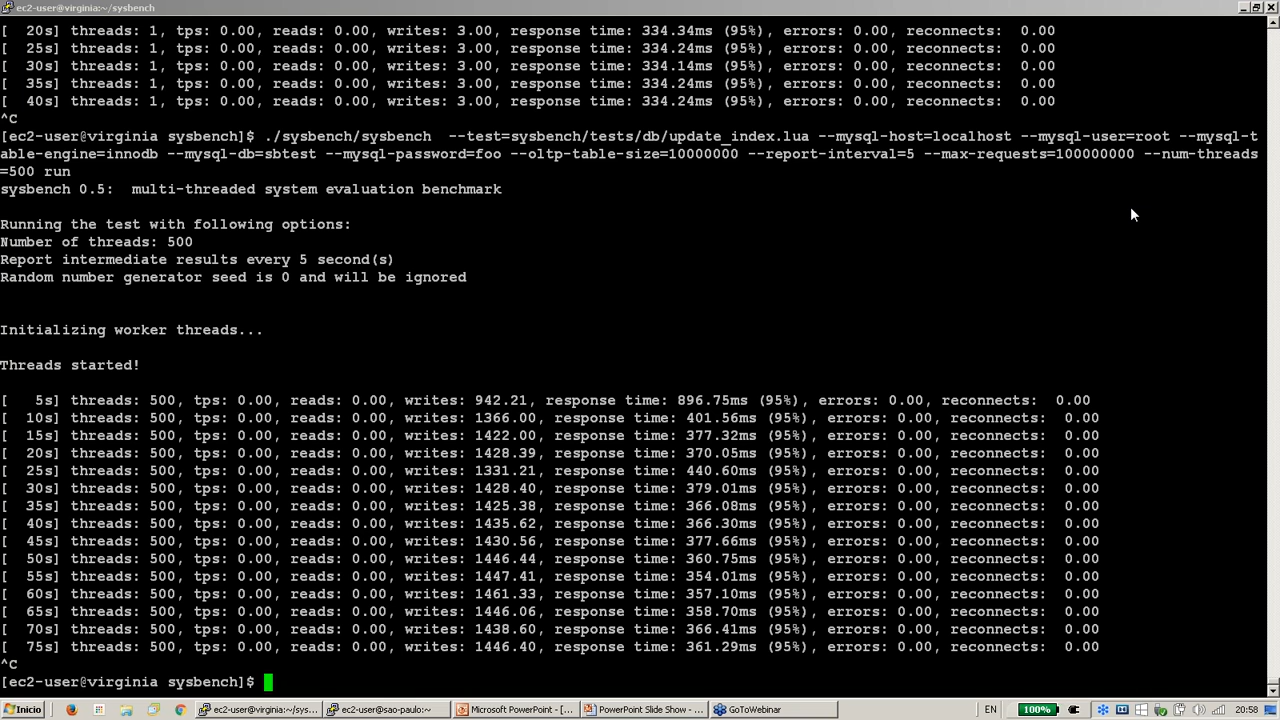 ec2-user@virginia:~/sysbench
[  20s] threads: 1, tps: 0.00, reads: 0.00, writes: 3.00, response time: 334.34ms (95%), errors: 0.00, reconnects:  0.00
[  25s] threads: 1, tps: 0.00, reads: 0.00, writes: 3.00, response time: 334.24ms (95%), errors: 0.00, reconnects:  0.00
[  30s] threads: 1, tps: 0.00, reads: 0.00, writes: 3.00, response time: 334.14ms (95%), errors: 0.00, reconnects:  0.00
[  35s] threads: 1, tps: 0.00, reads: 0.00, writes: 3.00, response time: 334.24ms (95%), errors: 0.00, reconnects:  0.00
[  40s] threads: 1, tps: 0.00, reads: 0.00, writes: 3.00, response time: 334.24ms (95%), errors: 0.00, reconnects:  0.00
^C
[ec2-user@virginia sysbench]$ ./sysbench/sysbench  --test=sysbench/tests/db/update_index.lua --mysql-host=localhost --mysql-user=root --mysql-t
able-engine=innodb --mysql-db=sbtest --mysql-password=foo --oltp-table-size=10000000 --report-interval=5 --max-requests=100000000 --num-threads
=500 run
sysbench 0.5:  multi-threaded system evaluation benchmark
Running the test with following options:
Number of threads: 500
Report intermediate results every 5 second(s)
Random number generator seed is 0 and will be ignored
Initializing worker threads...
Threads started!
[   5s] threads: 500, tps: 0.00, reads: 0.00, writes: 942.21, response time: 896.75ms (95%), errors: 0.00, reconnects:  0.00
[  10s] threads: 500, tps: 0.00, reads: 0.00, writes: 1366.00, response time: 401.56ms (95%), errors: 0.00, reconnects:  0.00
[  15s] threads: 500, tps: 0.00, reads: 0.00, writes: 1422.00, response time: 377.32ms (95%), errors: 0.00, reconnects:  0.00
[  20s] threads: 500, tps: 0.00, reads: 0.00, writes: 1428.39, response time: 370.05ms (95%), errors: 0.00, reconnects:  0.00
[  25s] threads: 500, tps: 0.00, reads: 0.00, writes: 1331.21, response time: 440.60ms (95%), errors: 0.00, reconnects:  0.00
[  30s] threads: 500, tps: 0.00, reads: 0.00, writes: 1428.40, response time: 379.01ms (95%), errors: 0.00, reconnects:  0.00
[  35s] threads: 500, tps: 0.00, reads: 0.00, writes: 1425.38, response time: 366.08ms (95%), errors: 0.00, reconnects:  0.00
[  40s] threads: 500, tps: 0.00, reads: 0.00, writes: 1435.62, response time: 366.30ms (95%), errors: 0.00, reconnects:  0.00
[  45s] threads: 500, tps: 0.00, reads: 0.00, writes: 1430.56, response time: 377.66ms (95%), errors: 0.00, reconnects:  0.00
[  50s] threads: 500, tps: 0.00, reads: 0.00, writes: 1446.44, response time: 360.75ms (95%), errors: 0.00, reconnects:  0.00
[  55s] threads: 500, tps: 0.00, reads: 0.00, writes: 1447.41, response time: 354.01ms (95%), errors: 0.00, reconnects:  0.00
[  60s] threads: 500, tps: 0.00, reads: 0.00, writes: 1461.33, response time: 357.10ms (95%), errors: 0.00, reconnects:  0.00
[  65s] threads: 500, tps: 0.00, reads: 0.00, writes: 1446.06, response time: 358.70ms (95%), errors: 0.00, reconnects:  0.00
[  70s] threads: 500, tps: 0.00, reads: 0.00, writes: 1438.60, response time: 366.41ms (95%), errors: 0.00, reconnects:  0.00
[  75s] threads: 500, tps: 0.00, reads: 0.00, writes: 1446.40, response time: 361.29ms (95%), errors: 0.00, reconnects:  0.00
^C
[ec2-user@virginia sysbench]$
Inicio ec2-user@virginia:~/sys... ec2-user@sao-paulo:~ Microsoft PowerPoint - [... PowerPoint Slide Show - ... GoToWebinar EN 100% 20:58